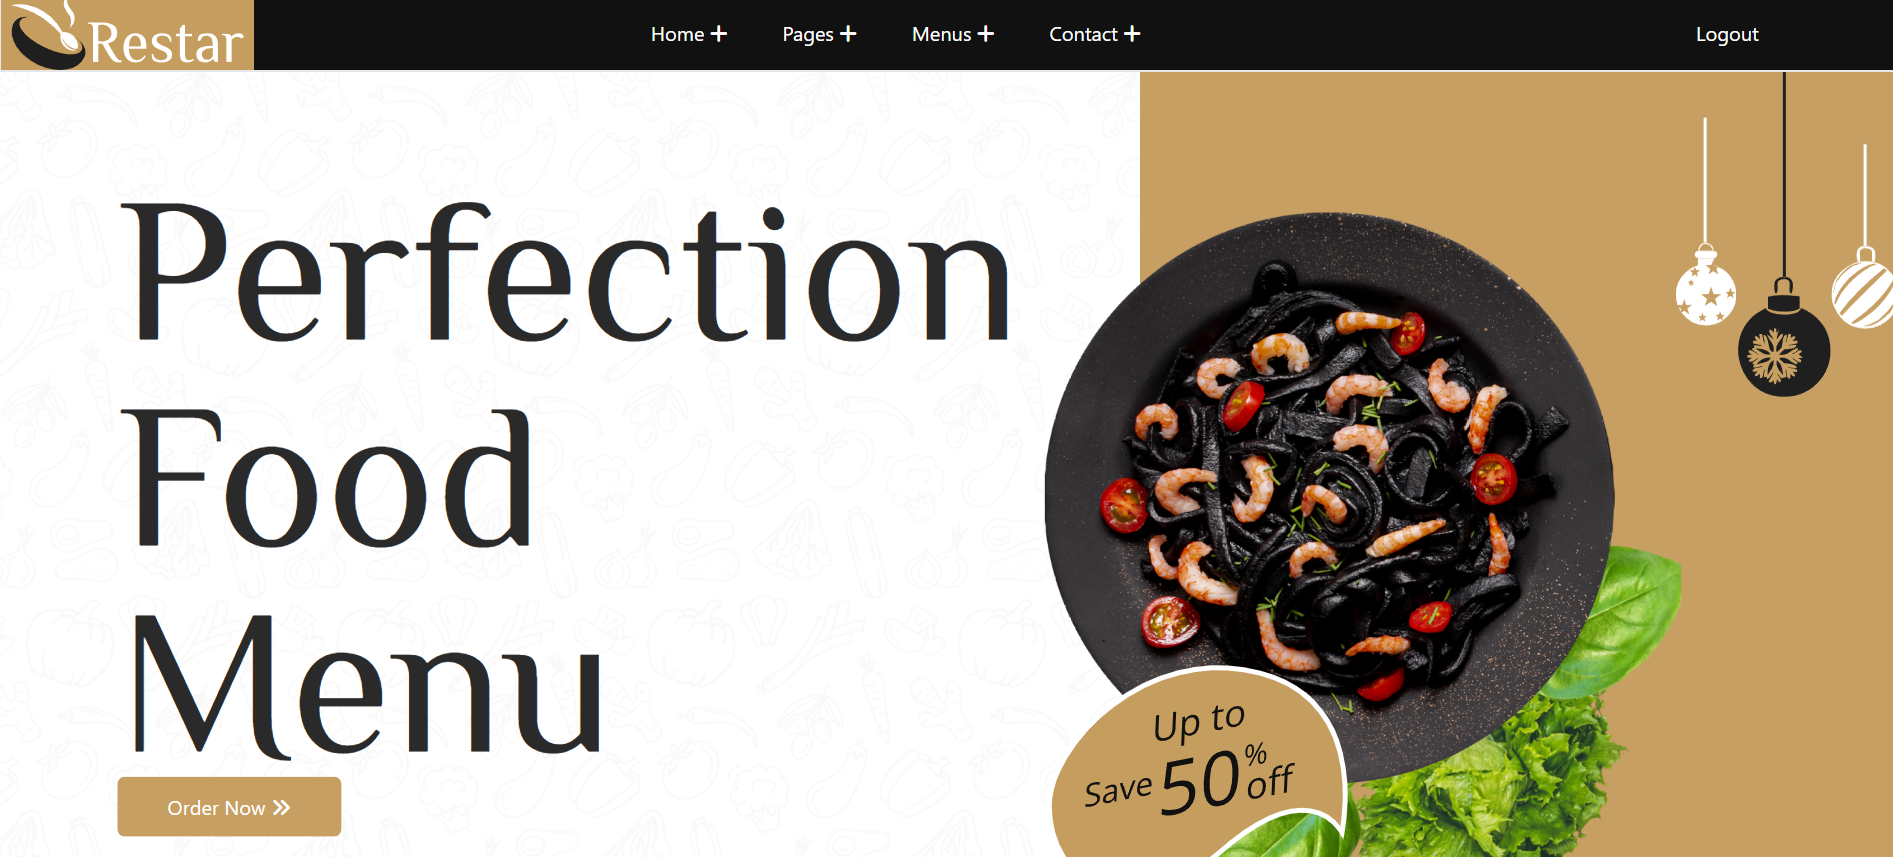 Restar
Home
Pages
Menus
Contact
Logout
Perfection
Food
Menu
Order Now
Up to
Save 50% off